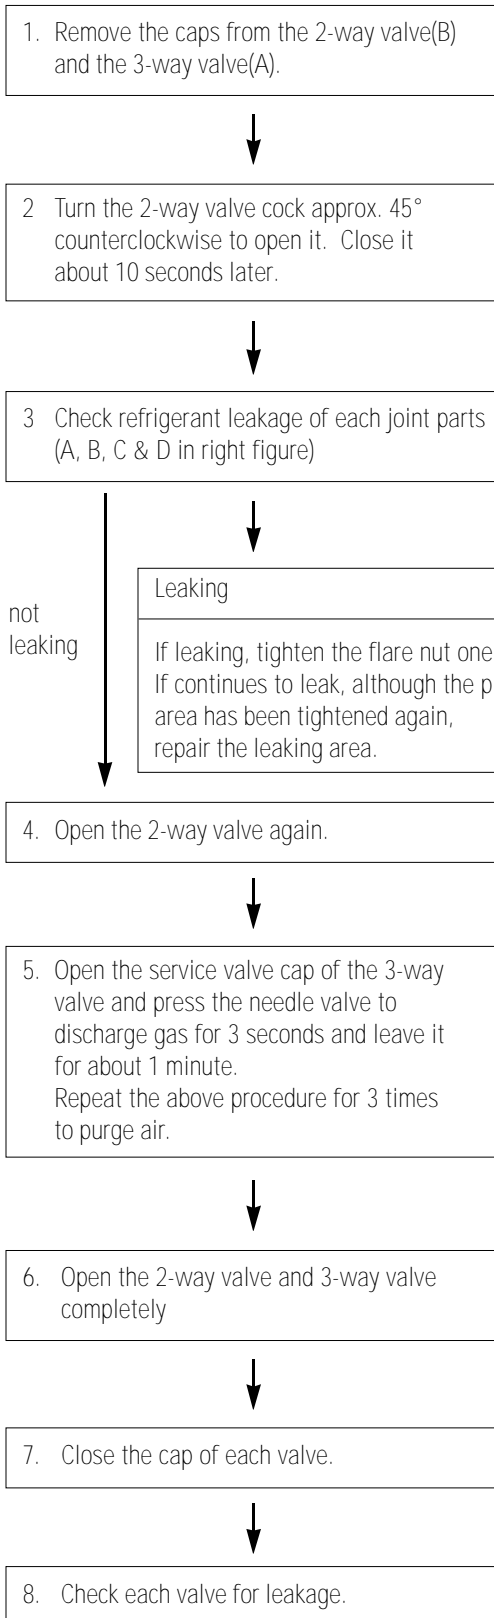 1. Remove the caps from the 2-way valve(B)
and the 3-way valve(A).
2 Turn the 2-way valve cock approx. 45°
counterclockwise to open it. Close it
about 10 seconds later.
3 Check refrigerant leakage of each joint parts
(A, B, C & D in right figure)
not
leaking
Leaking
If leaking, tighten the flare nut one
If continues to leak, although the p
area has been tightened again,
repair the leaking area.
4. Open the 2-way valve again.
5. Open the service valve cap of the 3-way
valve and press the needle valve to
discharge gas for 3 seconds and leave it
for about 1 minute.
Repeat the above procedure for 3 times
to purge air.
6. Open the 2-way valve and 3-way valve
completely
7. Close the cap of each valve.
8. Check each valve for leakage.